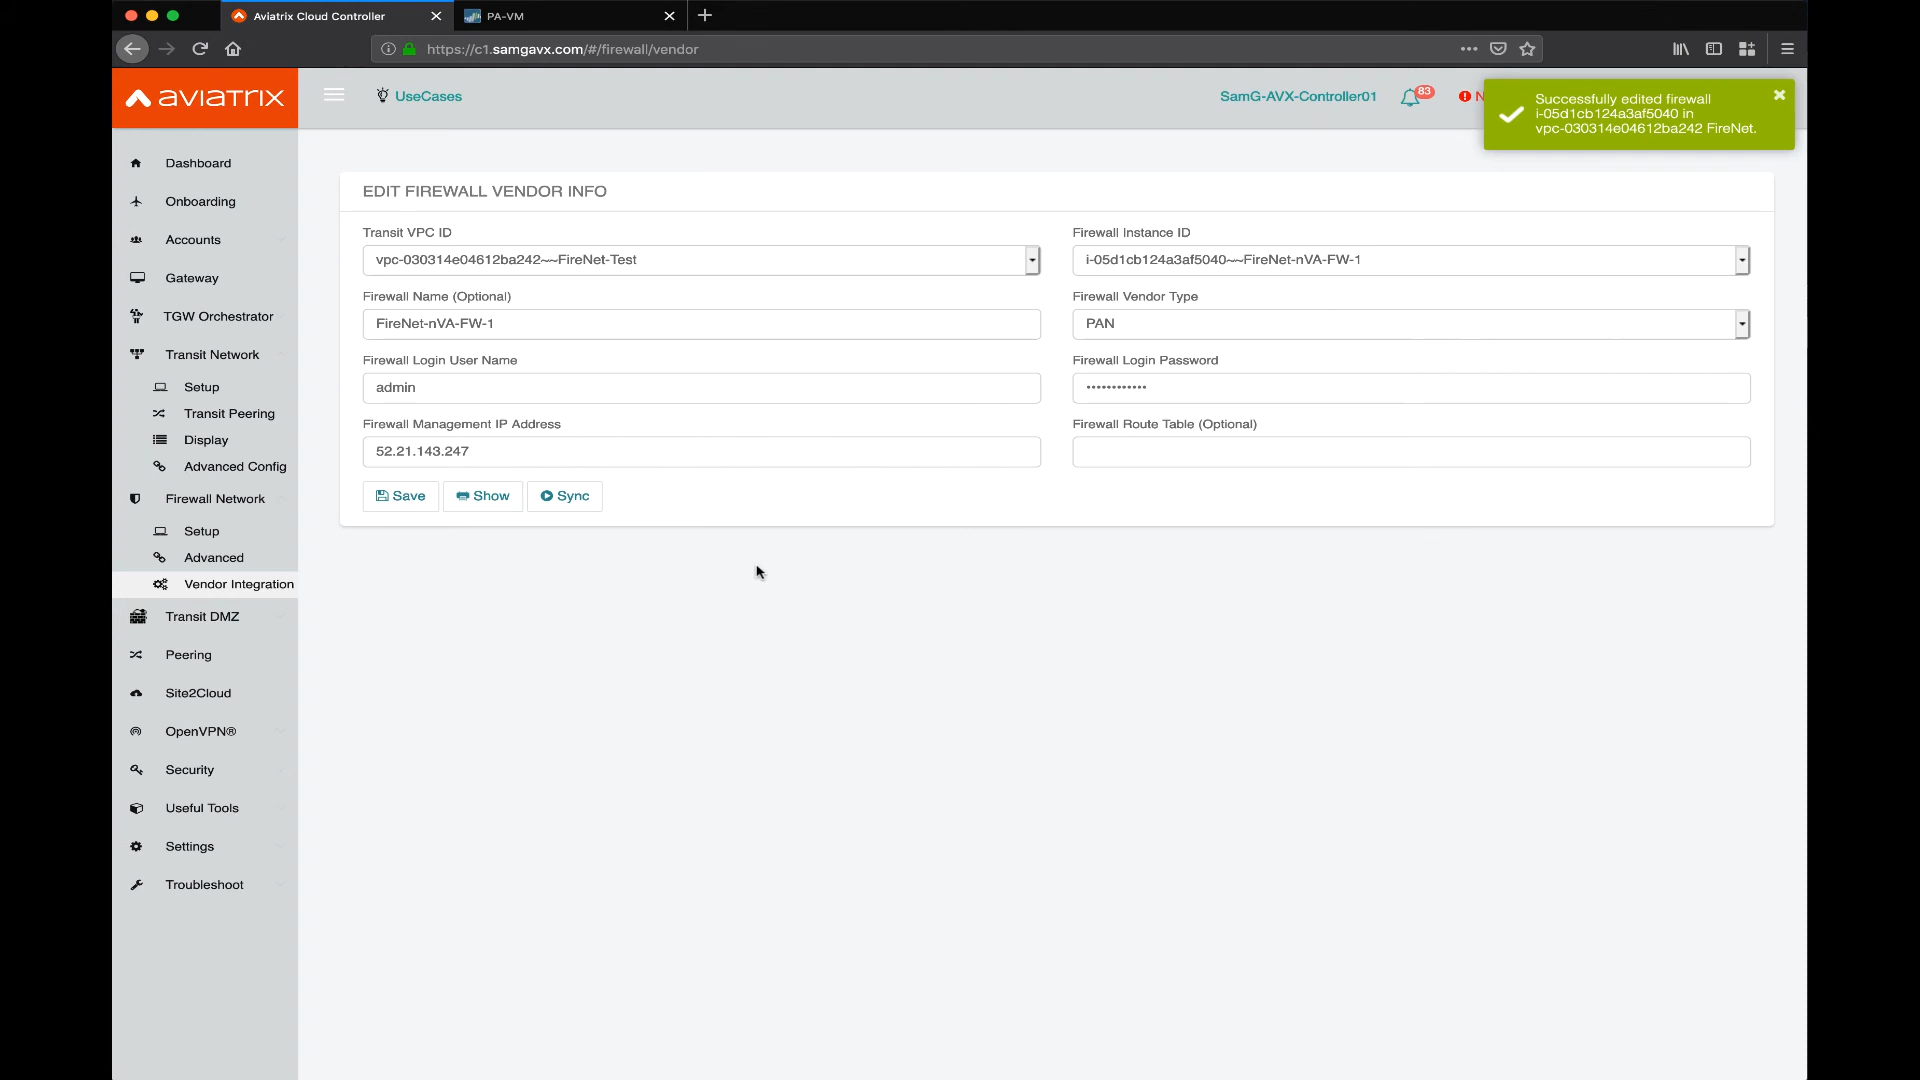 Aviatrix Cloud Controller
PA-VM
https://c1.samgavx.com/#/firewall/vendor
aviatrix
UseCases
SamG-AVX-Controller01
83
N
Successfully edited firewall
i-05d1cb124a3af5040 in
vpc-030314e04612ba242 FireNet.
Dashboard
Onboarding
Accounts
Gateway
TGW Orchestrator
Transit Network
Setup
Transit Peering
Display
Advanced Config
Firewall Network
Setup
Advanced
Vendor Integration
Transit DMZ
Peering
Site2Cloud
OpenVPN®
Security
Useful Tools
Settings
Troubleshoot
EDIT FIREWALL VENDOR INFO
Transit VPC ID
vpc-030314e04612ba242~~FireNet-Test
Firewall Instance ID
i-05d1cb124a3af5040~~FireNet-nVA-FW-1
Firewall Name (Optional)
FireNet-nVA-FW-1
Firewall Vendor Type
PAN
Firewall Login User Name
admin
Firewall Login Password
••••••••••••
Firewall Management IP Address
52.21.143.247
Firewall Route Table (Optional)
Save
Show
Sync